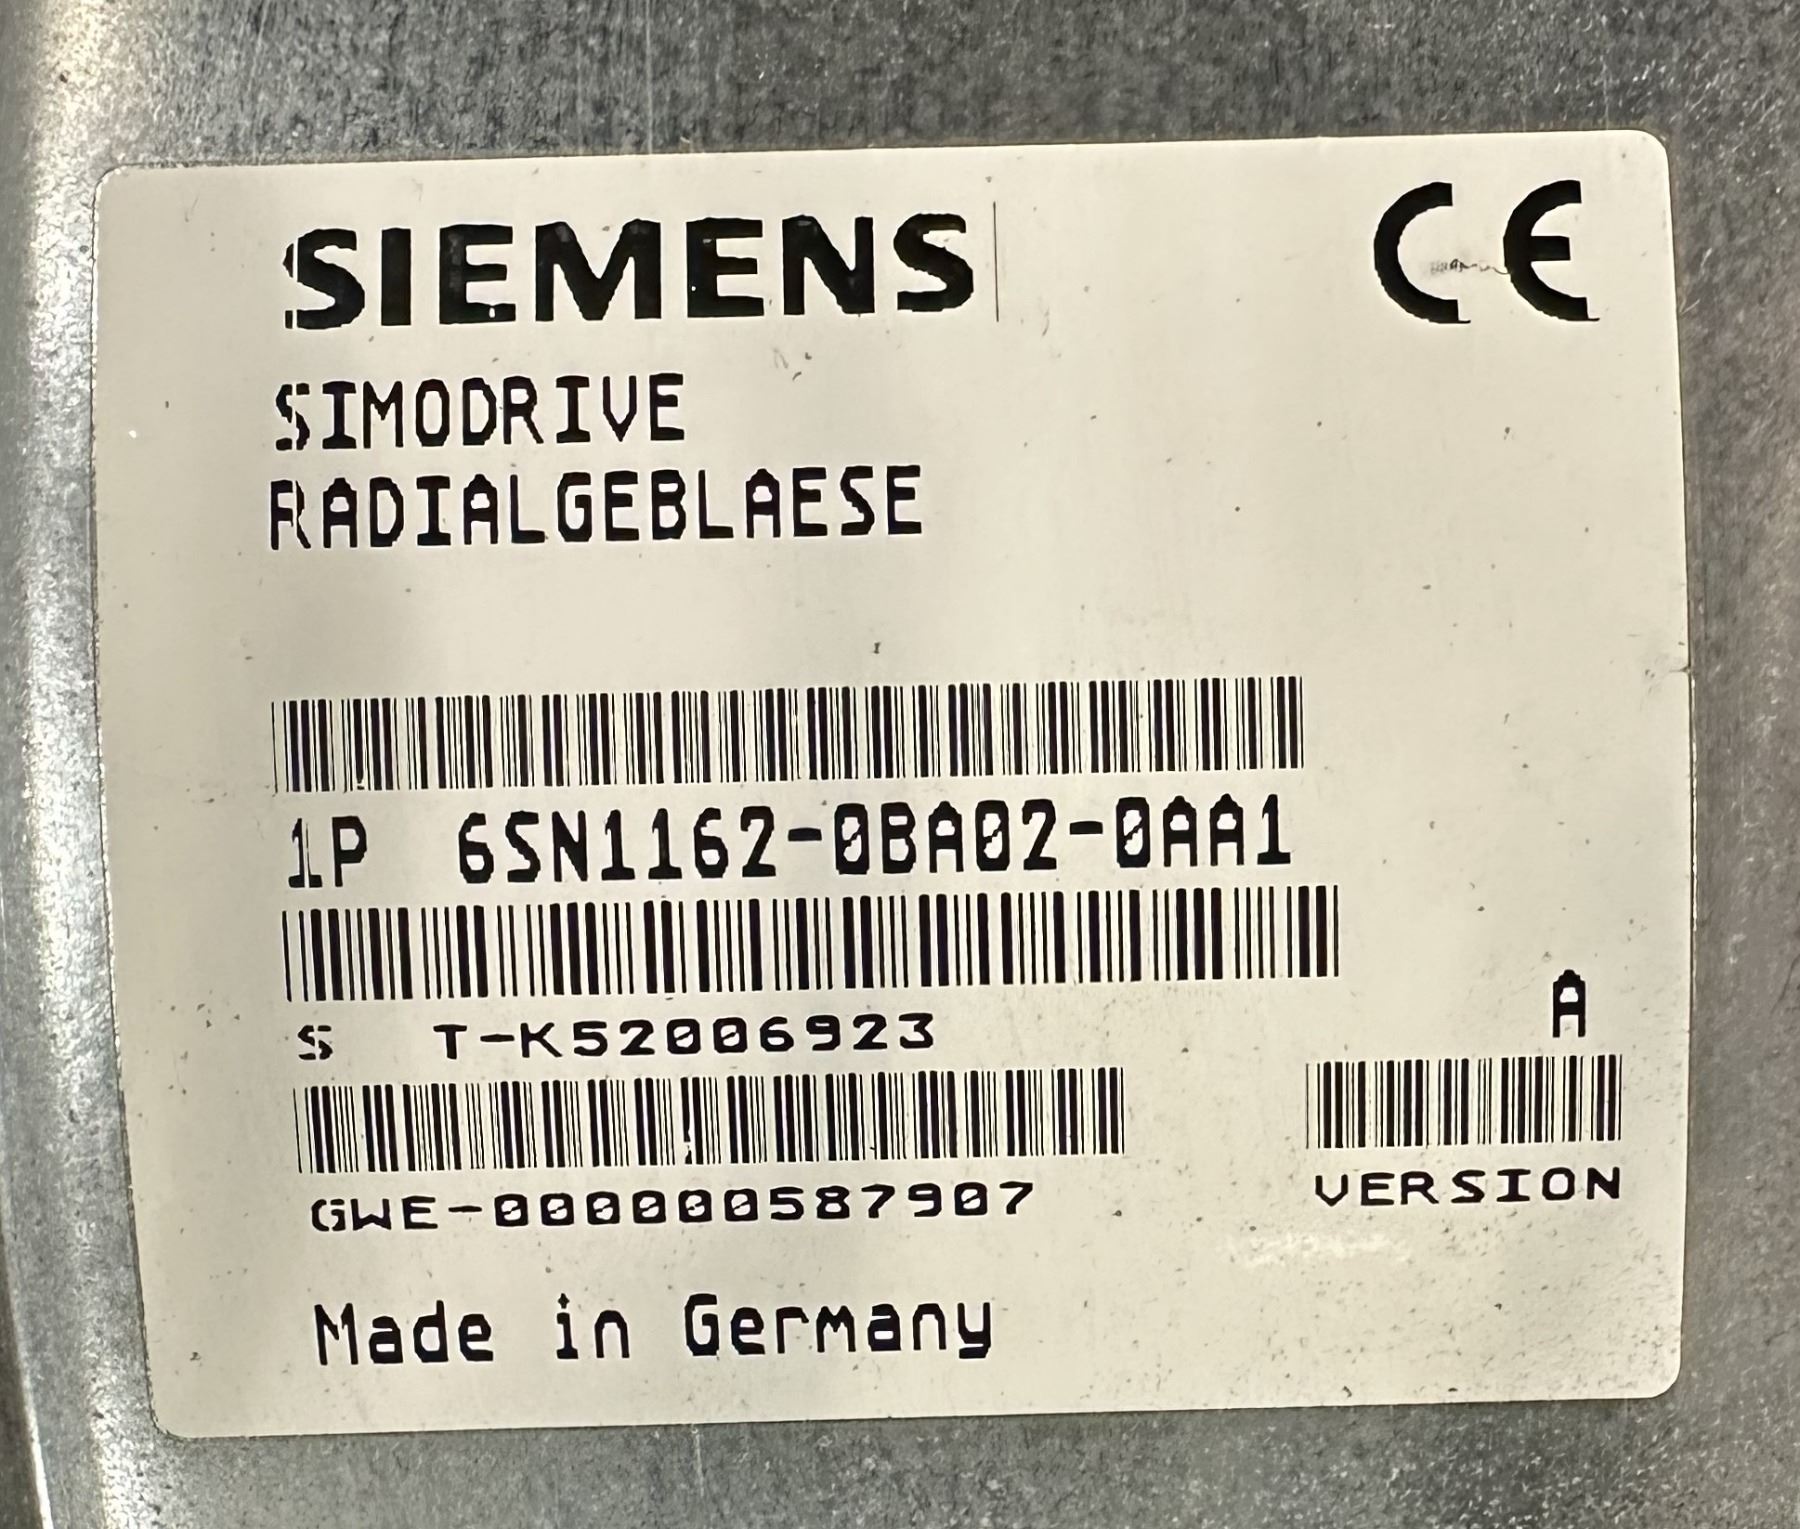 SIEMENS
CE
SIMODRIVE
RADIALGEBLAESE
1P 6SN1162-0BA02-0AA1
S T-K52006923
A
GWE-000000587907
VERSION
Made in Germany